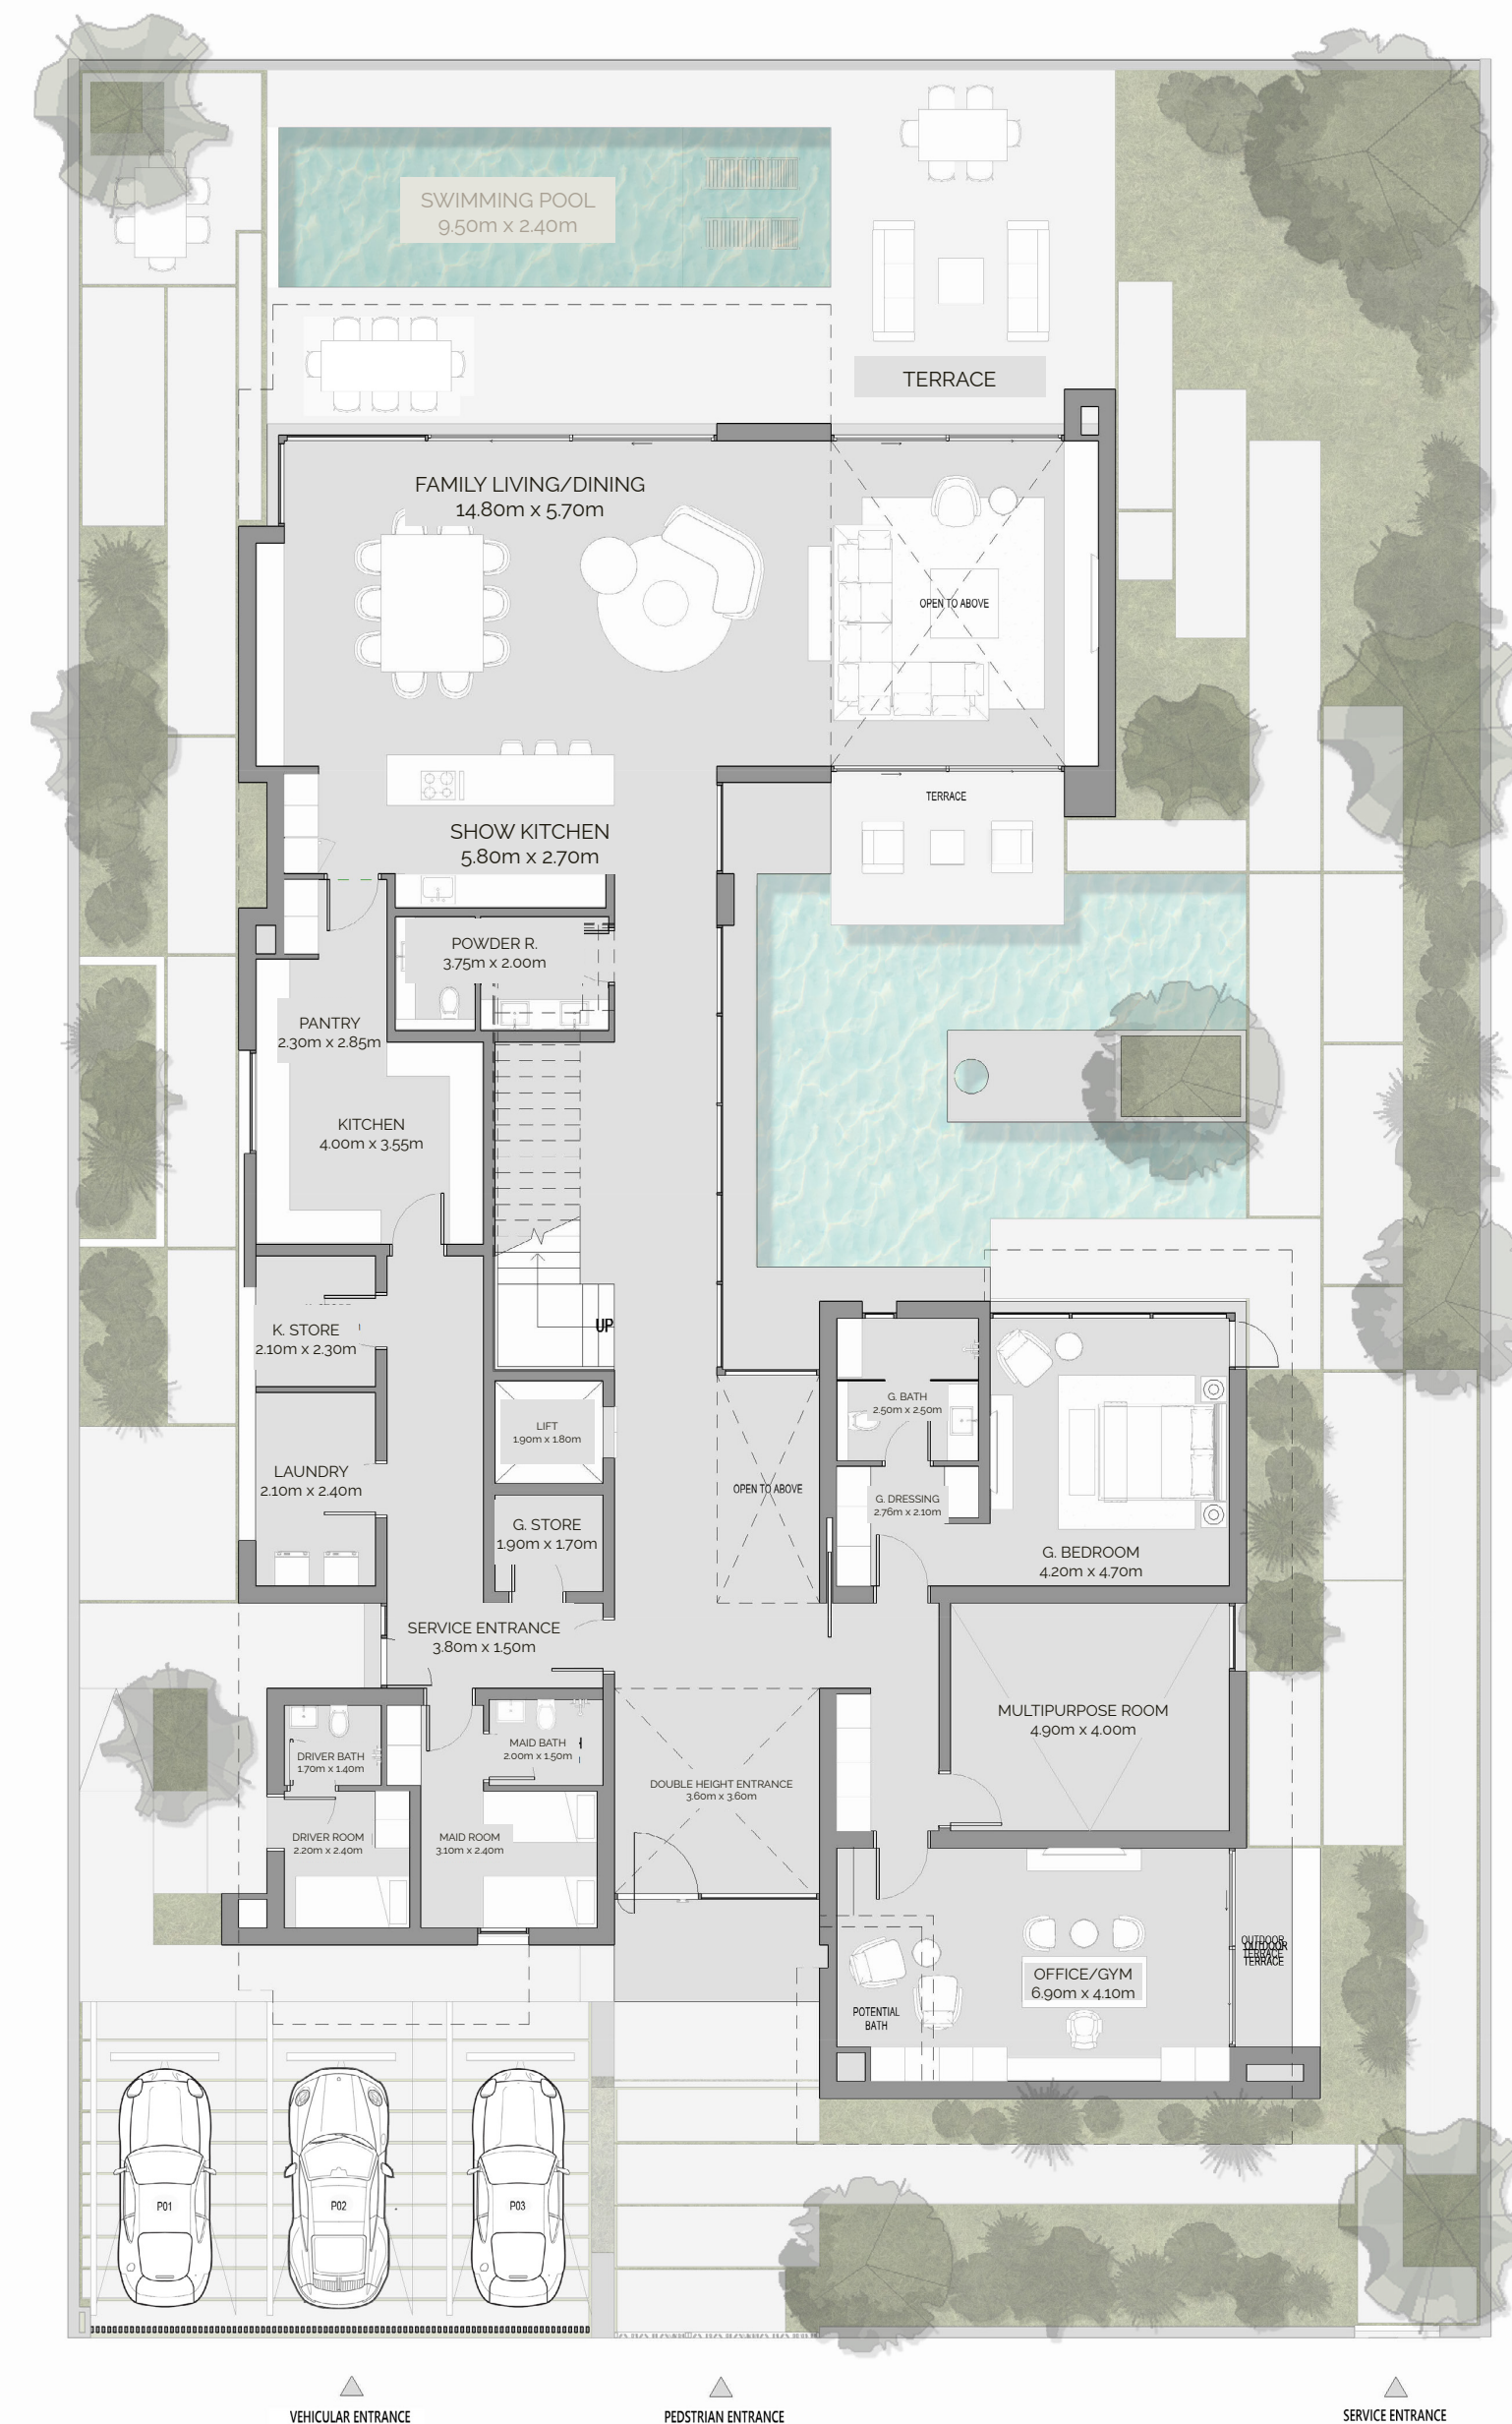 SWIMMING POOL
9.50m x 2.40m
TERRACE
FAMILY LIVING/DINING
14.80m x 5.70m
OPEN TO ABOVE
TERRACE
SHOW KITCHEN
5.80m x 2.70m
POWDER R.
3.75m x 2.00m
PANTRY
2.30m x 2.85m
KITCHEN
4.00m x 3.55m
K. STORE
2.10m x 2.30m
UP
G. BATH
2.50m x 2.50m
LIFT
1.90m x 1.80m
LAUNDRY
2.10m x 2.40m
OPEN TO ABOVE
G. DRESSING
2.76m x 2.10m
G. STORE
1.90m x 1.70m
G. BEDROOM
4.20m x 4.70m
SERVICE ENTRANCE
3.80m x 1.50m
MULTIPURPOSE ROOM
4.90m x 4.00m
DRIVER BATH
1.70m x 1.40m
MAID BATH
2.00m x 1.50m
DOUBLE HEIGHT ENTRANCE
3.60m x 3.60m
DRIVER ROOM
2.20m x 2.40m
MAID ROOM
3.10m x 2.40m
OUTDOOR
OUTDOOR
TERRACE
TERRACE
OFFICE/GYM
6.90m x 4.10m
POTENTIAL
BATH
P01
P02
P03
VEHICULAR ENTRANCE
PEDSTRIAN ENTRANCE
SERVICE ENTRANCE